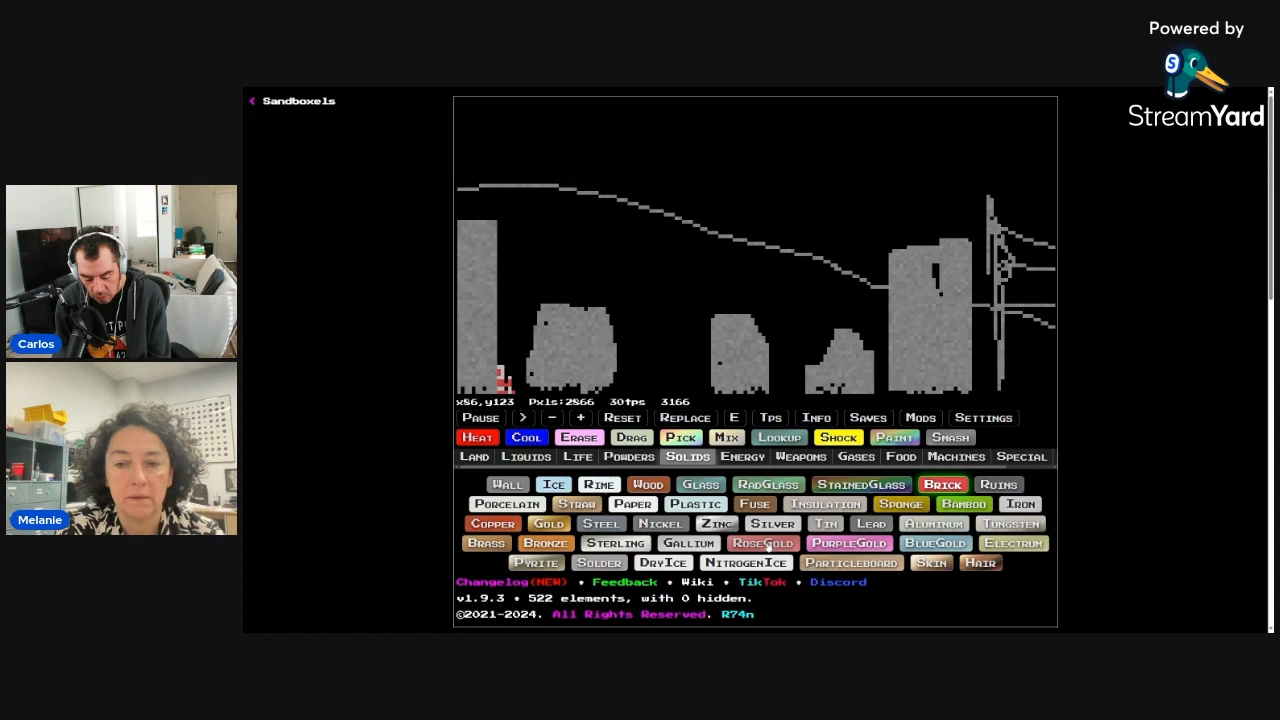 Powered by
S
StreamYard
< Sandboxels
Carlos
Melanie
x86,y123 Pxls:2866 30tps 3166
PAUSE > − + RESET REPLACE E TPS INFO SAVES MODS SETTINGS
HEAT COOL ERASE DRAG PICK MIX LOOKUP SHOCK PAINT SMASH
LAND LIQUIDS LIFE POWDERS SOLIDS ENERGY WEAPONS GASES FOOD MACHINES SPECIAL
WALL ICE RIME WOOD GLASS RADGLASS STAINEDGLASS BRICK RUINS
PORCELAIN STRAW PAPER PLASTIC FUSE INSULATION SPONGE BAMBOO IRON
COPPER GOLD STEEL NICKEL ZINC SILVER TIN LEAD ALUMINUM TUNGSTEN
BRASS BRONZE STERLING GALLIUM ROSEGOLD PURPLEGOLD BLUEGOLD ELECTRUM
PYRITE SOLDER DRYICE NITROGENICE PARTICLEBOARD SKIN HAIR
Changelog(NEW) • Feedback • Wiki • TikTok • Discord
v1.9.3 • 522 elements, with 0 hidden.
©2021-2024. All Rights Reserved. R74n